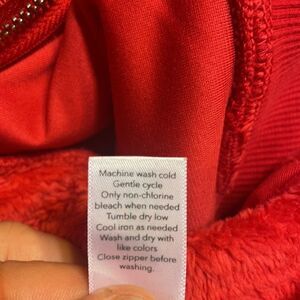 Machine wash cold
Gentle cycle
Only non-chlorine
bleach when needed
Tumble dry low
Cool iron as needed
Wash and dry with
like colors
Close zipper before
washing.